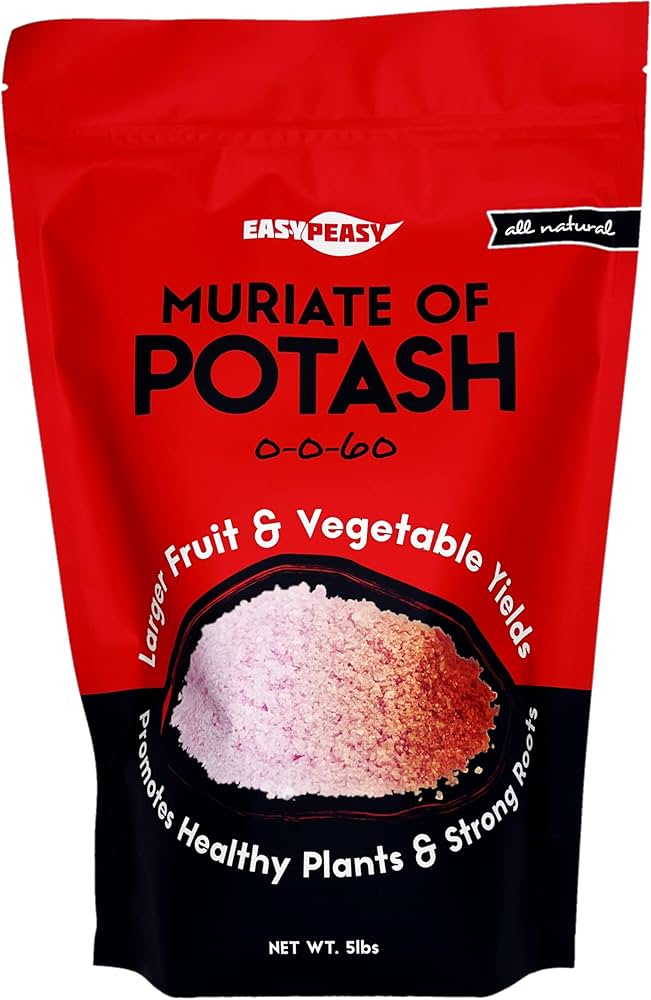 EASYPEASY
all natural
MURIATE OF
POTASH
0-0-60
Larger Fruit & Vegetable Yields
Promotes Healthy Plants & Strong Roots
NET WT. 5lbs